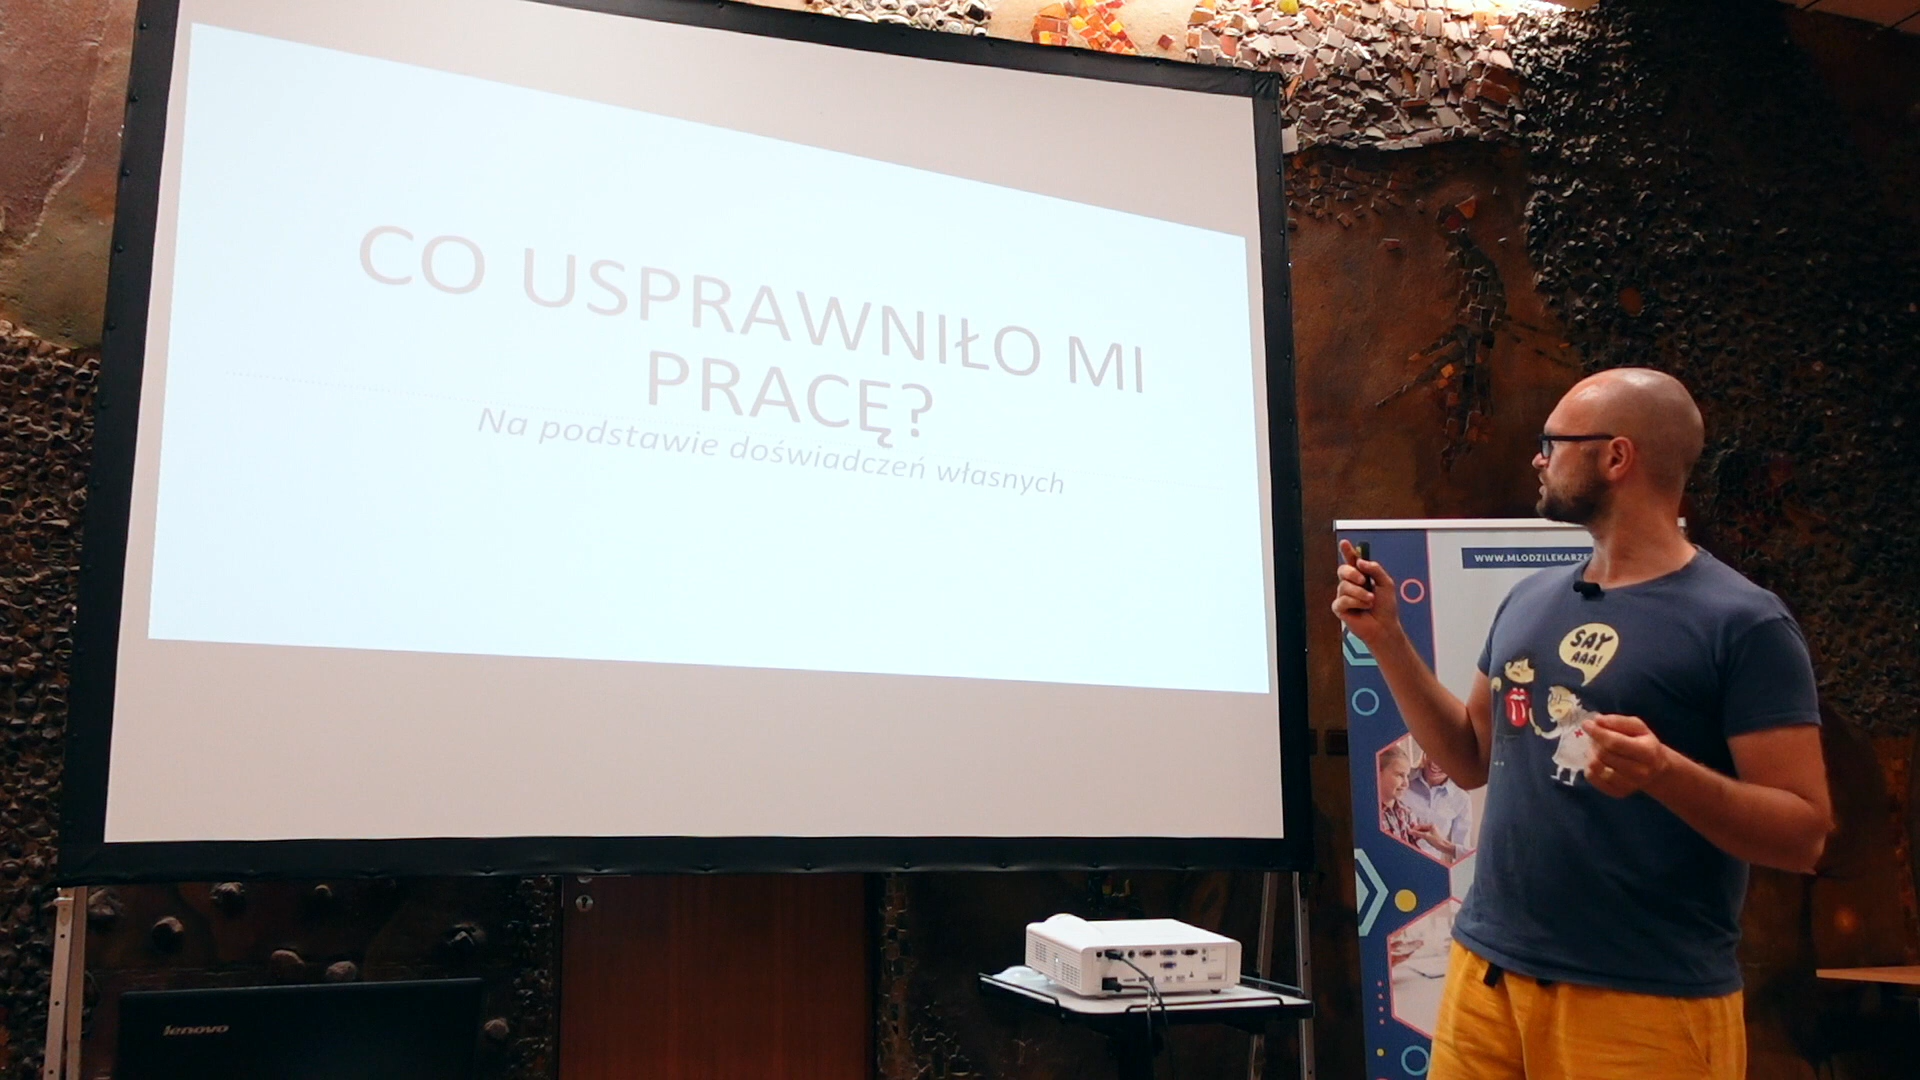 CO USPRAWNIŁO MI
PRACĘ?
Na podstawie doświadczeń własnych
WWW.MLODZILEKARZE
SAY
AAA!
lenovo